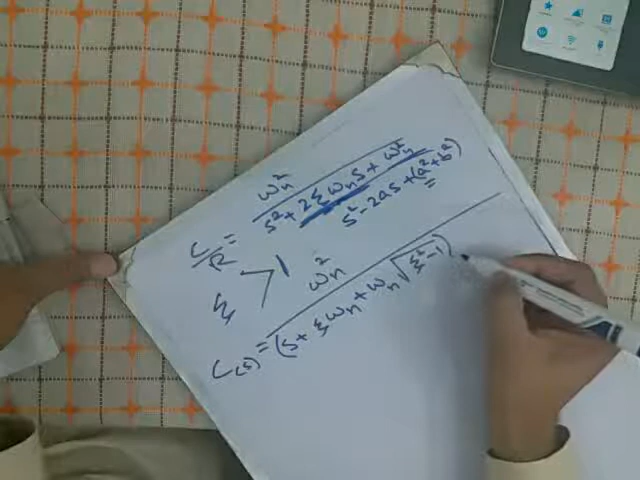 C/R = ωn² / s² + 2ξωns + ωn²
s² - 2as + (a² + b²)
ξ > 1
C(s) = ωn² / (s + ξωn + ωn√ξ² - 1)